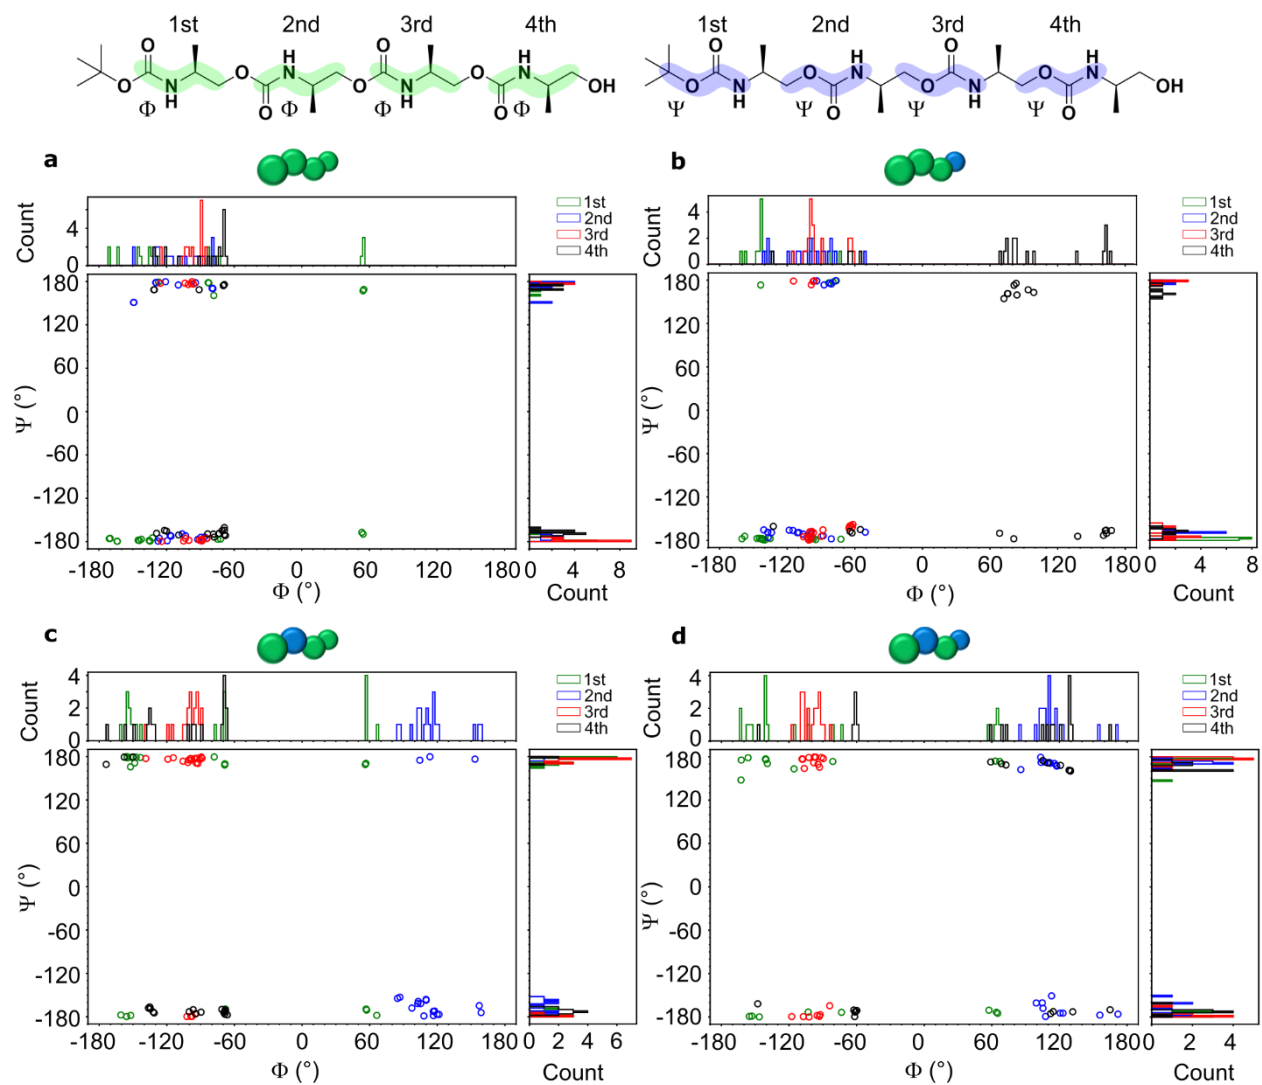 1st 2nd 3rd 4th
O H O H
O N O N O N O N OH
H O H O
Φ Φ Φ Φ
1st 2nd 3rd 4th
O H O H
O N O N O N O N OH
H O H O
Ψ Ψ Ψ Ψ
a
Count
4
0
1st
2nd
3rd
4th
Ψ (°)
180
120
60
0
-60
-120
-180
-180 -120 -60 0 60 120 180
Φ (°)
0 4 8
Count
b
Count
4
2
0
1st
2nd
3rd
4th
Ψ (°)
180
120
60
0
-60
-120
-180
-180 -120 -60 0 60 120 180
Φ (°)
0 2 4 6 8
Count
c
Count
4
2
0
1st
2nd
3rd
4th
Ψ (°)
180
120
60
0
-60
-120
-180
-180 -120 -60 0 60 120 180
Φ (°)
0 2 4 6
Count
d
Count
4
2
0
1st
2nd
3rd
4th
Ψ (°)
180
120
60
0
-60
-120
-180
-180 -120 -60 0 60 120 180
Φ (°)
0 2 4
Count